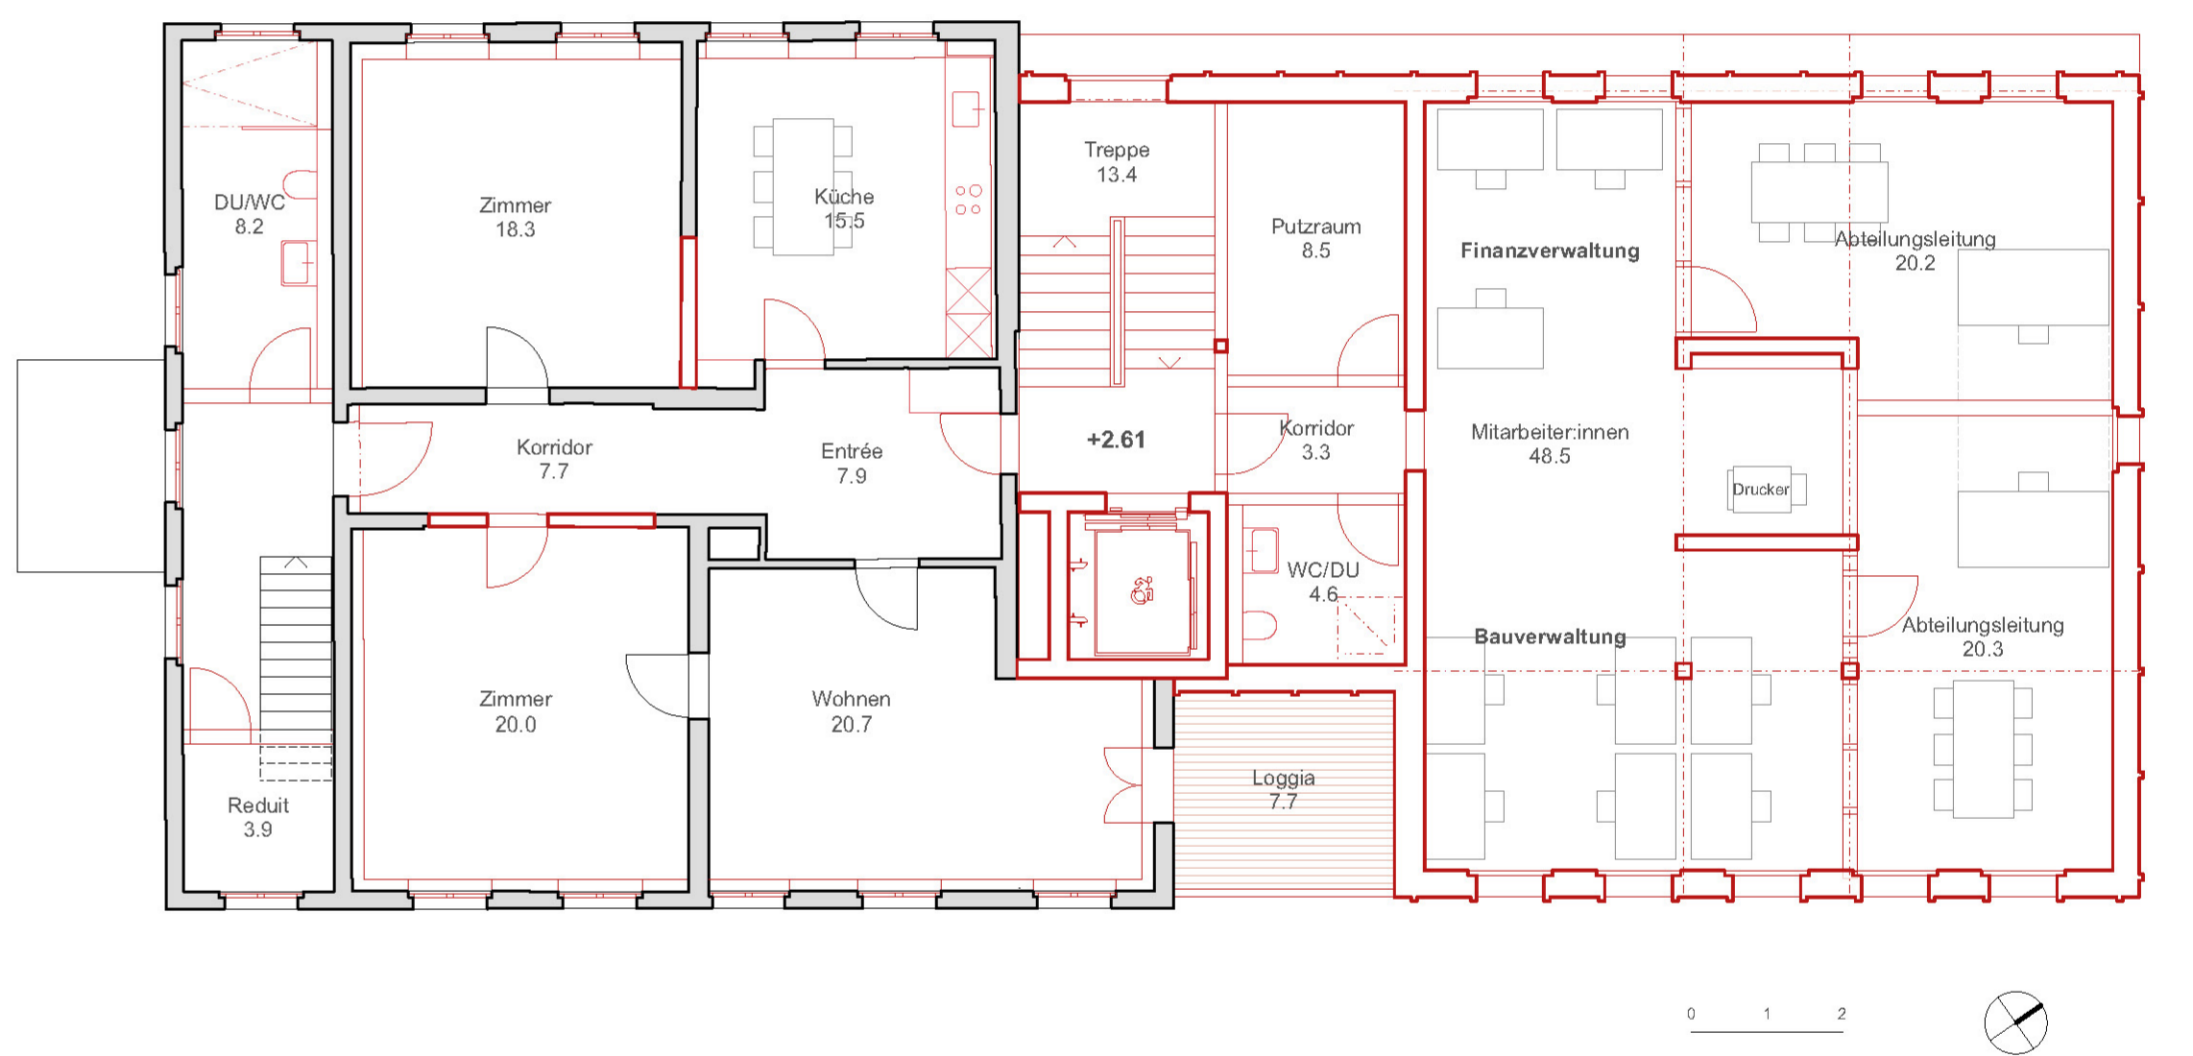 DU/WC
8.2
Zimmer
18.3
Küche
15.5
Treppe
13.4
Putzraum
8.5
Finanzverwaltung
Abteilungsleitung
20.2
Korridor
7.7
Entrée
7.9
+2.61
Korridor
3.3
Mitarbeiter:innen
48.5
Drucker
WC/DU
4.6
Bauverwaltung
Abteilungsleitung
20.3
Zimmer
20.0
Wohnen
20.7
Loggia
7.7
Reduit
3.9
0 1 2